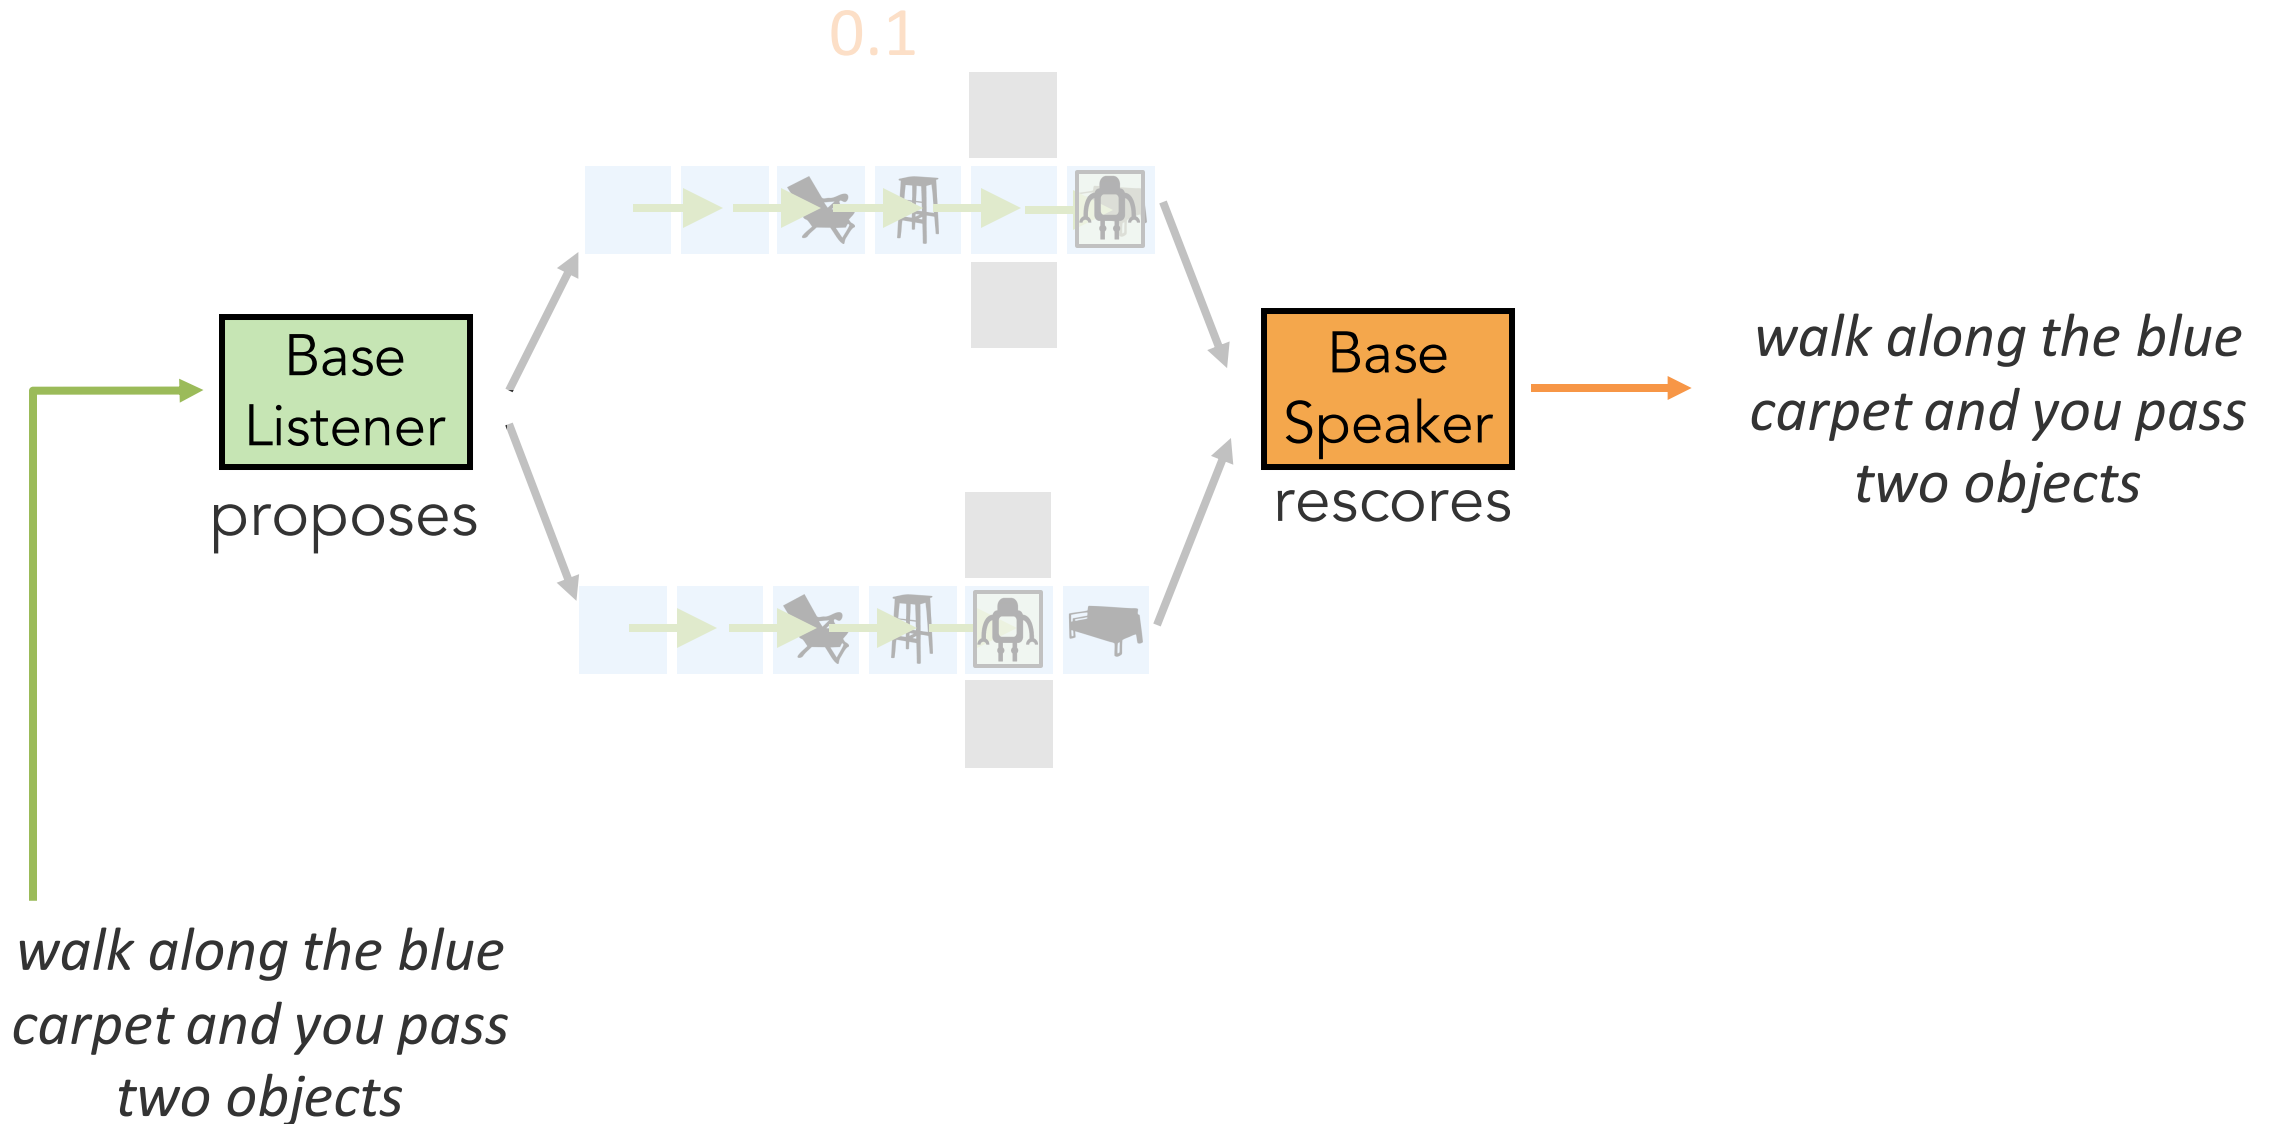 0.1
Base
Listener
proposes
Base
Speaker
rescores
walk along the blue
carpet and you pass
two objects
walk along the blue
carpet and you pass
two objects